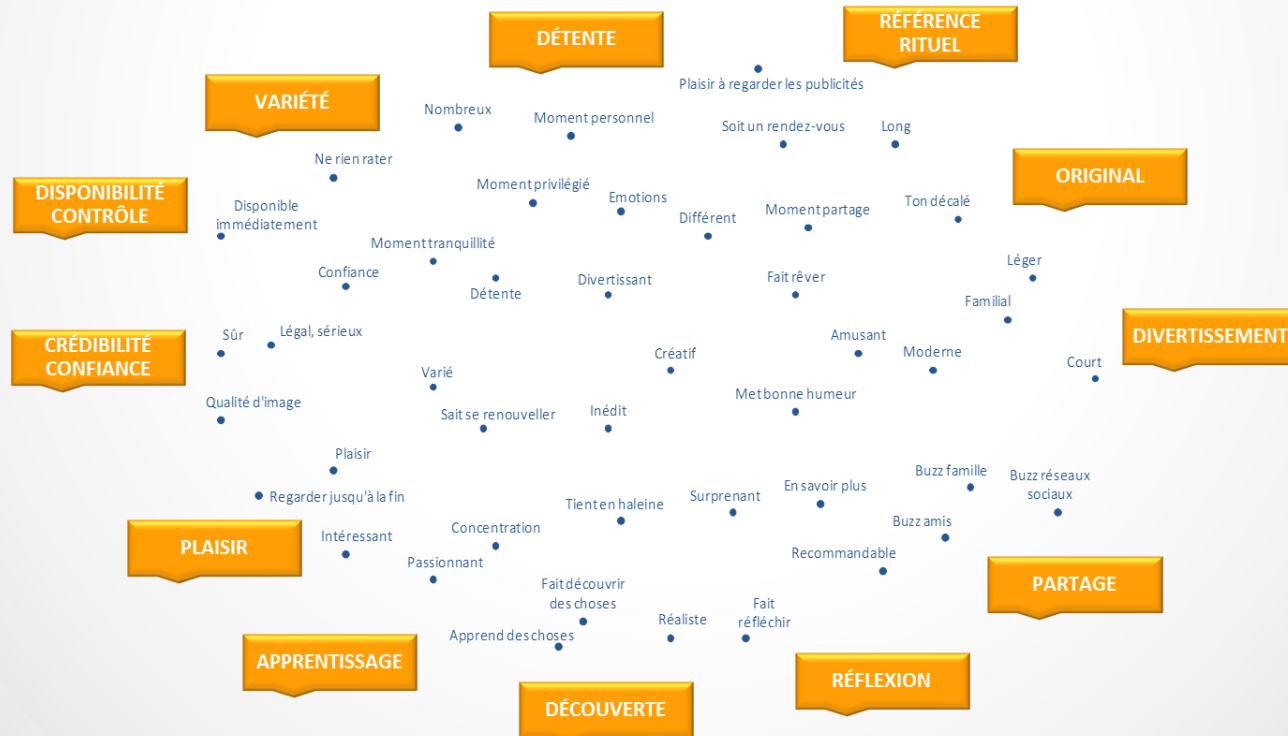 DÉTENTE
RÉFÉRENCE
RITUEL
Plaisir à regarder les publicités
VARIÉTÉ
Nombreux
Moment personnel
Soit un rendez-vous
Long
Ne rien rater
ORIGINAL
DISPONIBILITÉ
CONTRÔLE
Moment privilégié
Emotions
Disponible
immédiatement
Différent
Moment partage
Ton décalé
Moment tranquillité
Confiance
Détente
Divertissant
Fait rêver
Léger
Familial
Sûr
Légal, sérieux
CRÉDIBILITÉ
CONFIANCE
DIVERTISSEMENT
Amusant
Moderne
Créatif
Court
Varié
Met bonne humeur
Qualité d'image
Sait se renouveller
Inédit
Plaisir
Regarder jusqu'à la fin
Tient en haleine
Surprenant
En savoir plus
Buzz famille
Buzz réseaux
sociaux
PLAISIR
Intéressant
Concentration
Buzz amis
Passionnant
Recommandable
PARTAGE
Fait découvrir
des choses
Apprend des choses
Réaliste
Fait
réfléchir
APPRENTISSAGE
RÉFLEXION
DÉCOUVERTE